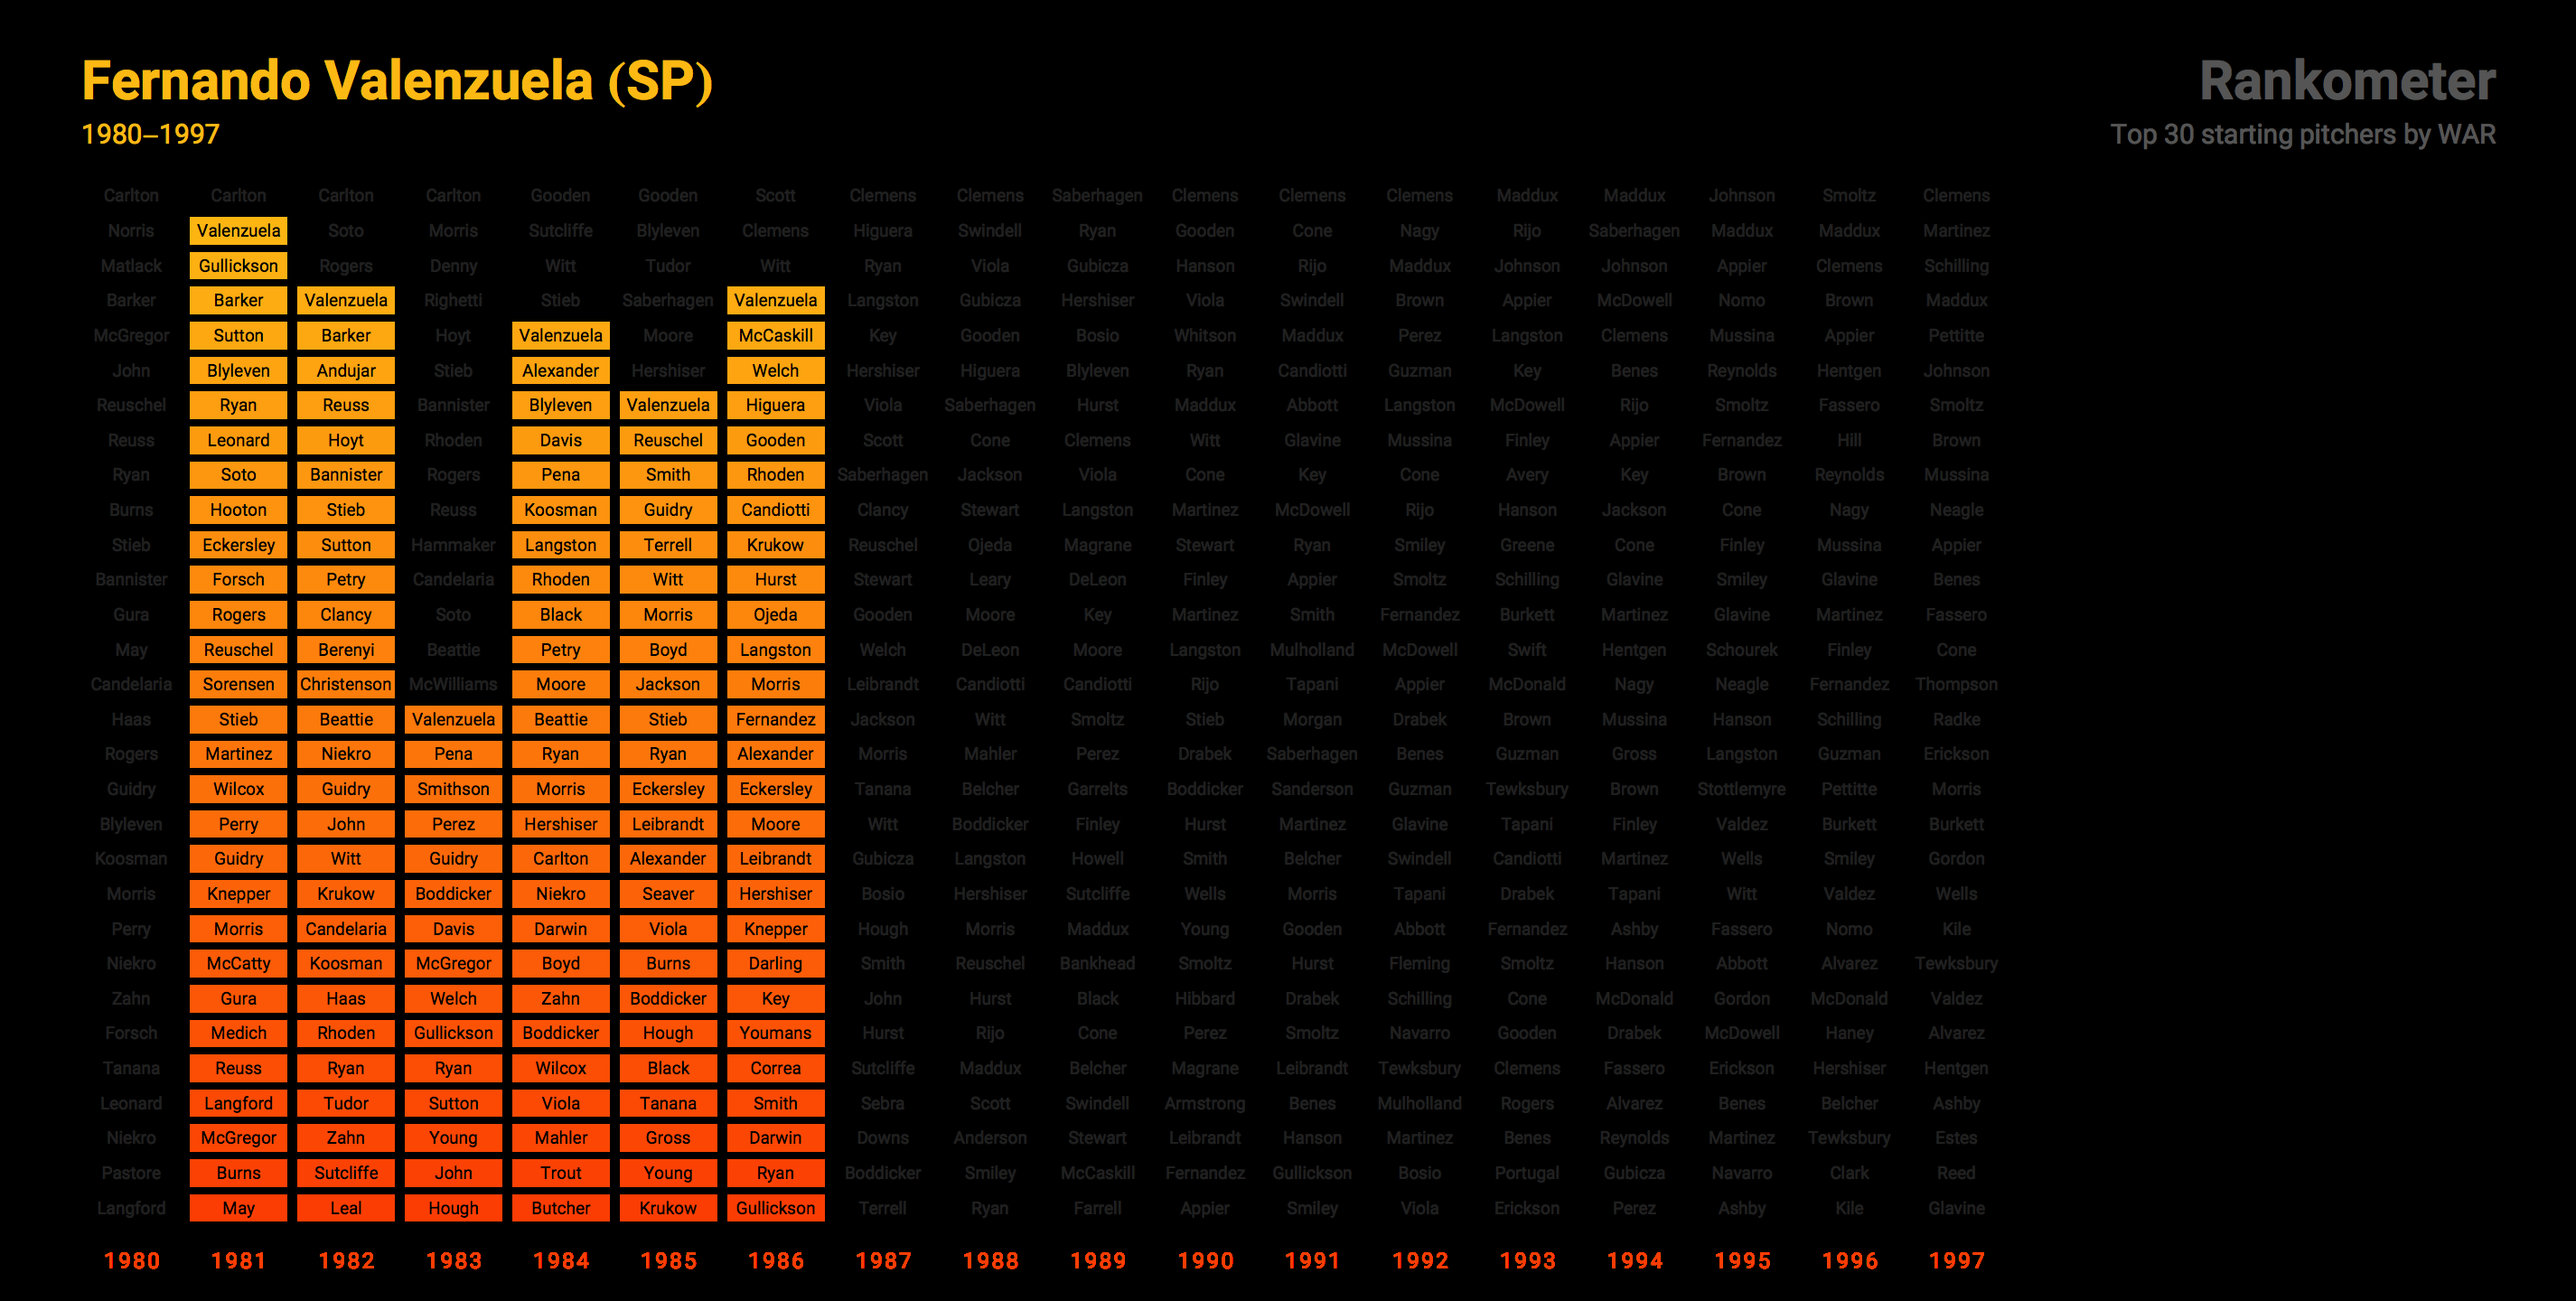 Fernando Valenzuela (SP)
1980–1997
Rankometer
Top 30 starting pitchers by WAR
Carlton Carlton Carlton Carlton Gooden Gooden Scott Clemens Clemens Saberhagen Clemens Clemens Clemens Maddux Maddux Johnson Smoltz Clemens
Norris Valenzuela Soto Morris Sutcliffe Blyleven Clemens Higuera Swindell Ryan Gooden Cone Nagy Rijo Saberhagen Maddux Maddux Martinez
Matlack Gullickson Rogers Denny Witt Tudor Witt Ryan Viola Gubicza Hanson Rijo Maddux Johnson Johnson Appier Clemens Schilling
Barker Barker Valenzuela Righetti Stieb Saberhagen Valenzuela Langston Gubicza Hershiser Viola Swindell Brown Appier McDowell Nomo Brown Maddux
McGregor Sutton Barker Hoyt Valenzuela Moore McCaskill Key Gooden Bosio Whitson Maddux Perez Langston Clemens Mussina Appier Pettitte
John Blyleven Andujar Stieb Alexander Hershiser Welch Hershiser Higuera Blyleven Ryan Candiotti Guzman Key Benes Reynolds Hentgen Johnson
Reuschel Ryan Reuss Bannister Blyleven Valenzuela Higuera Viola Saberhagen Hurst Maddux Abbott Langston McDowell Rijo Smoltz Fassero Smoltz
Reuss Leonard Hoyt Rhoden Davis Reuschel Gooden Scott Cone Clemens Witt Glavine Mussina Finley Appier Fernandez Hill Brown
Ryan Soto Bannister Rogers Pena Smith Rhoden Saberhagen Jackson Viola Cone Key Cone Avery Key Brown Reynolds Mussina
Burns Hooton Stieb Reuss Koosman Guidry Candiotti Clancy Stewart Langston Martinez McDowell Rijo Hanson Jackson Cone Nagy Neagle
Stieb Eckersley Sutton Hammaker Langston Terrell Krukow Reuschel Ojeda Magrane Stewart Ryan Smiley Greene Cone Finley Mussina Appier
Bannister Forsch Petry Candelaria Rhoden Witt Hurst Stewart Leary DeLeon Finley Appier Smoltz Schilling Glavine Smiley Glavine Benes
Gura Rogers Clancy Soto Black Morris Ojeda Gooden Moore Key Martinez Smith Fernandez Burkett Martinez Glavine Martinez Fassero
May Reuschel Berenyi Beattie Petry Boyd Langston Welch DeLeon Moore Langston Mulholland McDowell Swift Hentgen Schourek Finley Cone
Candelaria Sorensen Christenson McWilliams Moore Jackson Morris Leibrandt Candiotti Candiotti Rijo Tapani Appier McDonald Nagy Neagle Fernandez Thompson
Haas Stieb Beattie Valenzuela Beattie Stieb Fernandez Jackson Witt Smoltz Stieb Morgan Drabek Brown Mussina Hanson Schilling Radke
Rogers Martinez Niekro Pena Ryan Ryan Alexander Morris Mahler Perez Drabek Saberhagen Benes Guzman Gross Langston Guzman Erickson
Guidry Wilcox Guidry Smithson Morris Eckersley Eckersley Tanana Belcher Garrelts Boddicker Sanderson Guzman Tewksbury Brown Stottlemyre Pettitte Morris
Blyleven Perry John Perez Hershiser Leibrandt Moore Witt Boddicker Finley Hurst Martinez Glavine Tapani Finley Valdez Burkett Burkett
Koosman Guidry Witt Guidry Carlton Alexander Leibrandt Gubicza Langston Howell Smith Belcher Swindell Candiotti Martinez Wells Smiley Gordon
Morris Knepper Krukow Boddicker Niekro Seaver Hershiser Bosio Hershiser Sutcliffe Wells Morris Tapani Drabek Tapani Witt Valdez Wells
Perry Morris Candelaria Davis Darwin Viola Knepper Hough Morris Maddux Young Gooden Abbott Fernandez Ashby Fassero Nomo Kile
Niekro McCatty Koosman McGregor Boyd Burns Darling Smith Reuschel Bankhead Smoltz Hurst Fleming Smoltz Hanson Abbott Alvarez Tewksbury
Zahn Gura Haas Welch Zahn Boddicker Key John Hurst Black Hibbard Drabek Schilling Cone McDonald Gordon McDonald Valdez
Forsch Medich Rhoden Gullickson Boddicker Hough Youmans Hurst Rijo Cone Perez Smoltz Navarro Gooden Drabek McDowell Haney Alvarez
Tanana Reuss Ryan Ryan Wilcox Black Correa Sutcliffe Maddux Belcher Magrane Leibrandt Tewksbury Clemens Fassero Erickson Hershiser Hentgen
Leonard Langford Tudor Sutton Viola Tanana Smith Sebra Scott Swindell Armstrong Benes Mulholland Rogers Alvarez Benes Belcher Ashby
Niekro McGregor Zahn Young Mahler Gross Darwin Downs Anderson Stewart Leibrandt Hanson Martinez Benes Reynolds Martinez Tewksbury Estes
Pastore Burns Sutcliffe John Trout Young Ryan Boddicker Smiley McCaskill Fernandez Gullickson Bosio Portugal Gubicza Navarro Clark Reed
Langford May Leal Hough Butcher Krukow Gullickson Terrell Ryan Farrell Appier Smiley Viola Erickson Perez Ashby Kile Glavine
1980 1981 1982 1983 1984 1985 1986 1987 1988 1989 1990 1991 1992 1993 1994 1995 1996 1997